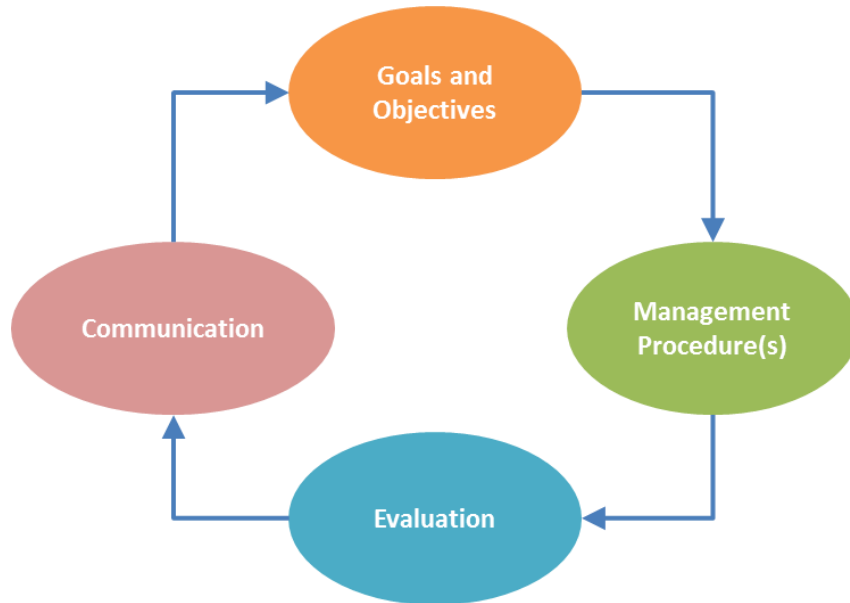 Goals and
Objectives
Communication
Management
Procedure(s)
Evaluation